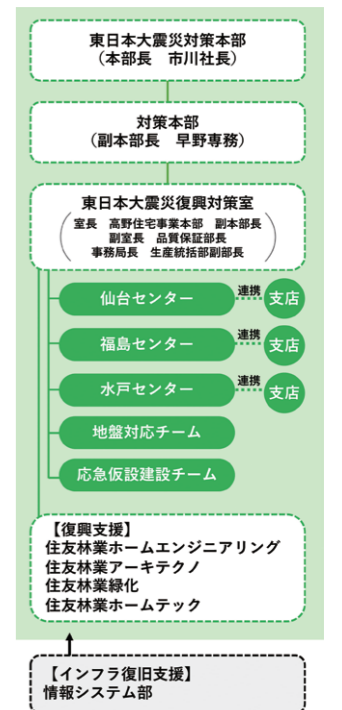 東日本大震災対策本部
（本部長　市川社長）
対策本部
（副本部長　早野専務）
東日本大震災復興対策室
室長　高野住宅事業本部　副本部長
副室長　品質保証部長
事務局長　生産統括部副部長
仙台センター
連携
支店
福島センター
連携
支店
水戸センター
連携
支店
地盤対応チーム
応急仮設建設チーム
【復興支援】
住友林業ホームエンジニアリング
住友林業アーキテクノ
住友林業緑化
住友林業ホームテック
【インフラ復旧支援】
情報システム部